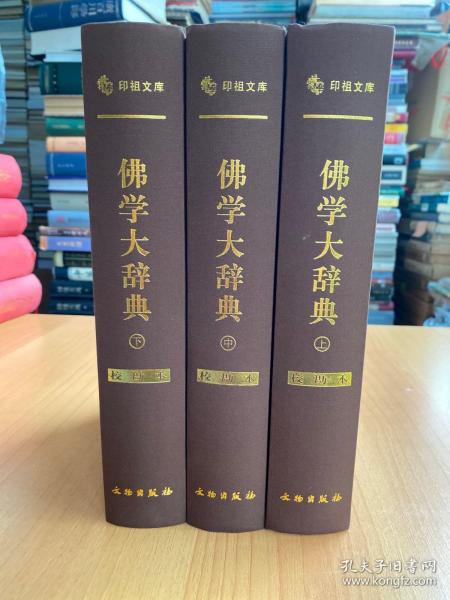 印祖文库
佛学大辞典
下
校勘本
文物出版社
印祖文库
佛学大辞典
中
校勘本
文物出版社
印祖文库
佛学大辞典
上
校勘本
文物出版社
孔夫子旧书网
www.kongfz.com